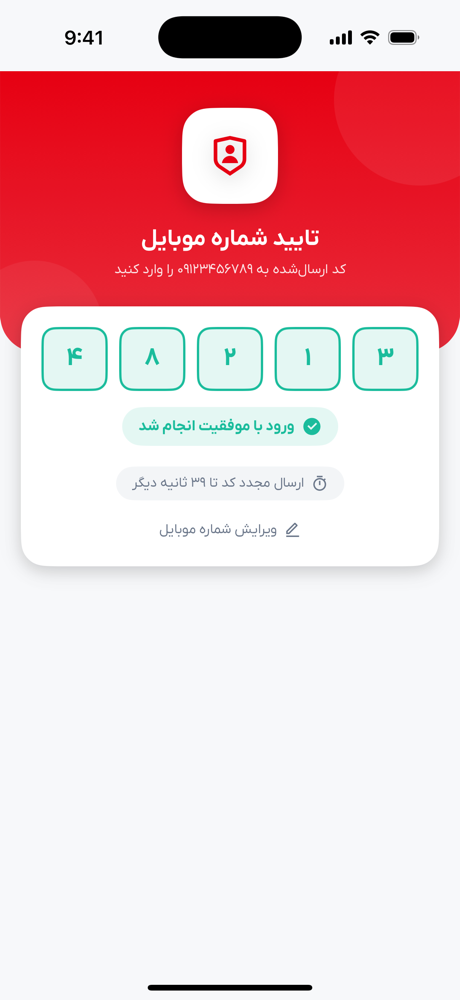 9:41
تایید شماره موبایل
کد ارسال‌شده به ۰۹۱۲۳۴۵۶۷۸۹ را وارد کنید
۴ ۸ ۲ ۱ ۳
ورود با موفقیت انجام شد
ارسال مجدد کد تا ۳۹ ثانیه دیگر
ویرایش شماره موبایل